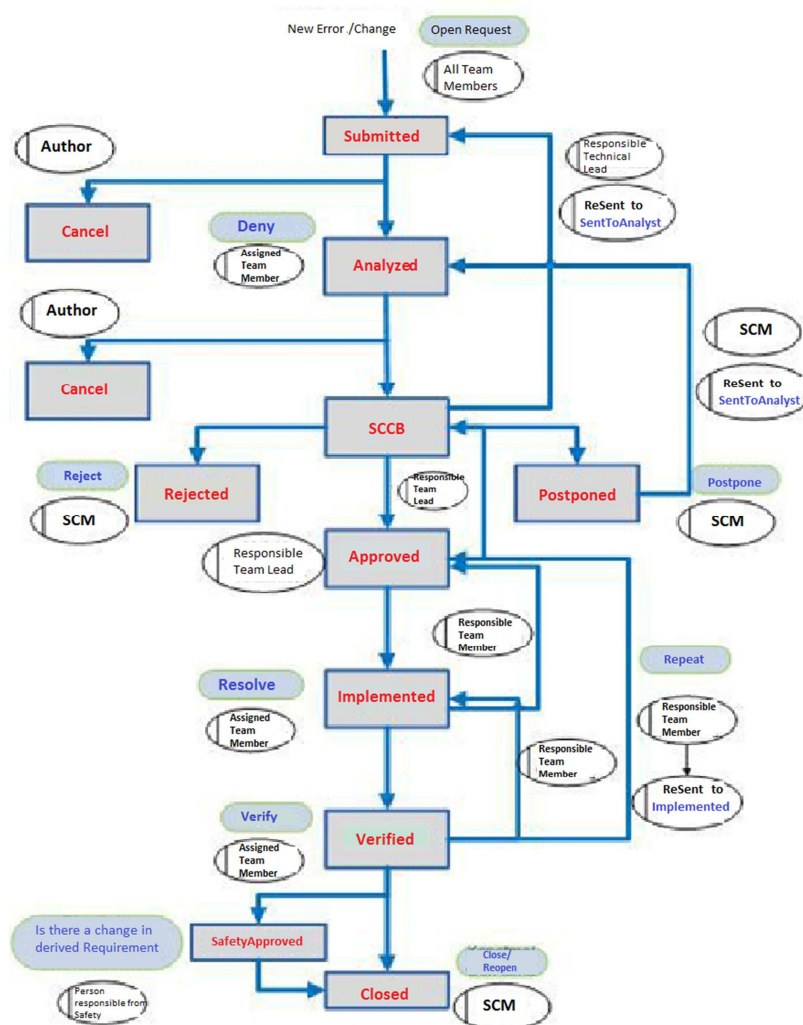 New Error ./Change
Open Request
All Team
Members
Submitted
Author
Responsible
Technical
Lead
ReSent to
SentToAnalyst
Cancel
Deny
Assigned
Team
Member
Analyzed
Author
SCM
Cancel
ReSent to
SentToAnalyst
SCCB
Reject
Rejected
Responsible
Team
Lead
Postponed
Postpone
SCM
SCM
Responsible
Team Lead
Approved
Responsible
Team
Member
Repeat
Resolve
Implemented
Assigned
Team
Member
Responsible
Team
Member
Responsible
Team
Member
ReSent to
Implemented
Verify
Verified
Assigned
Team
Member
Is there a change in
derived Requirement
SafetyApproved
Close/
Reopen
Person
responsible from
Safety
Closed
SCM